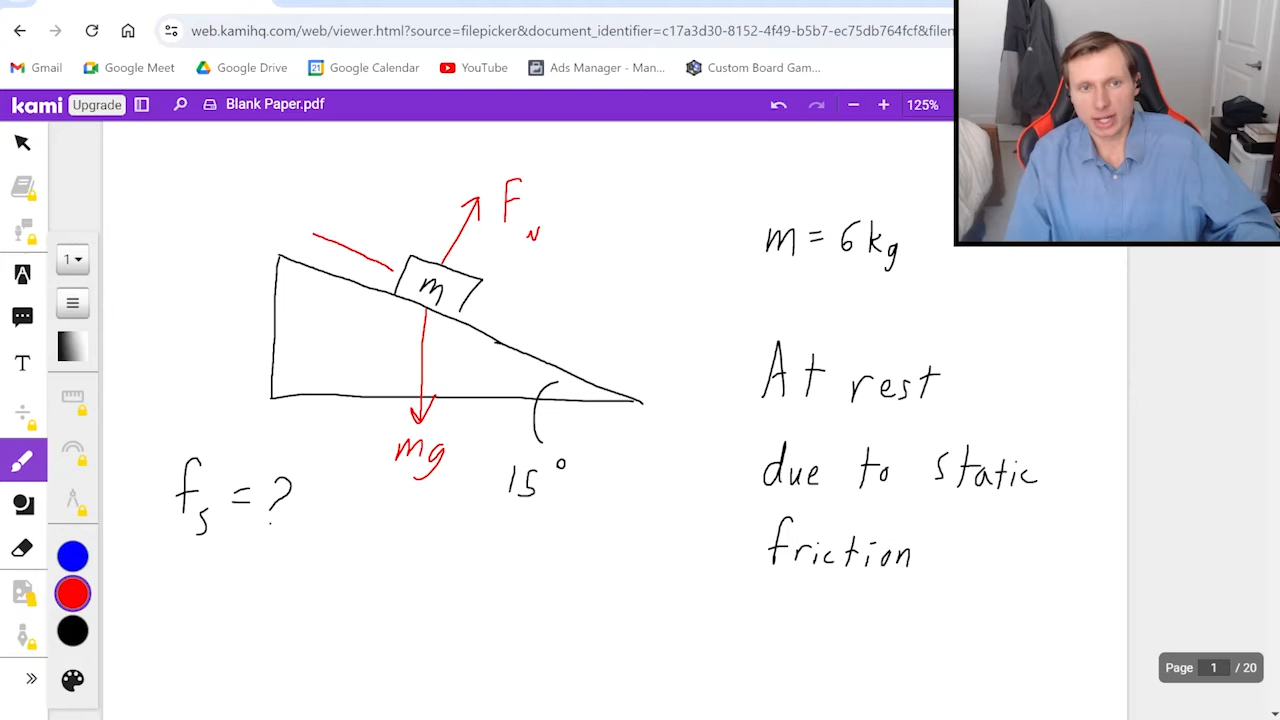 web.kamihq.com/web/viewer.html?source=filepicker&document_identifier=c17a3d30-8152-4f49-b5b7-ec75db764fcf&filen
Gmail
Google Meet
Google Drive
Google Calendar
YouTube
Ads Manager - Man...
Custom Board Gam...
kami
Upgrade
Blank Paper.pdf
125%
1
A
T
F
N
m
m = 6 kg
At rest
due to static
friction
mg
15°
f
s
= ?
31
Page 1 / 20